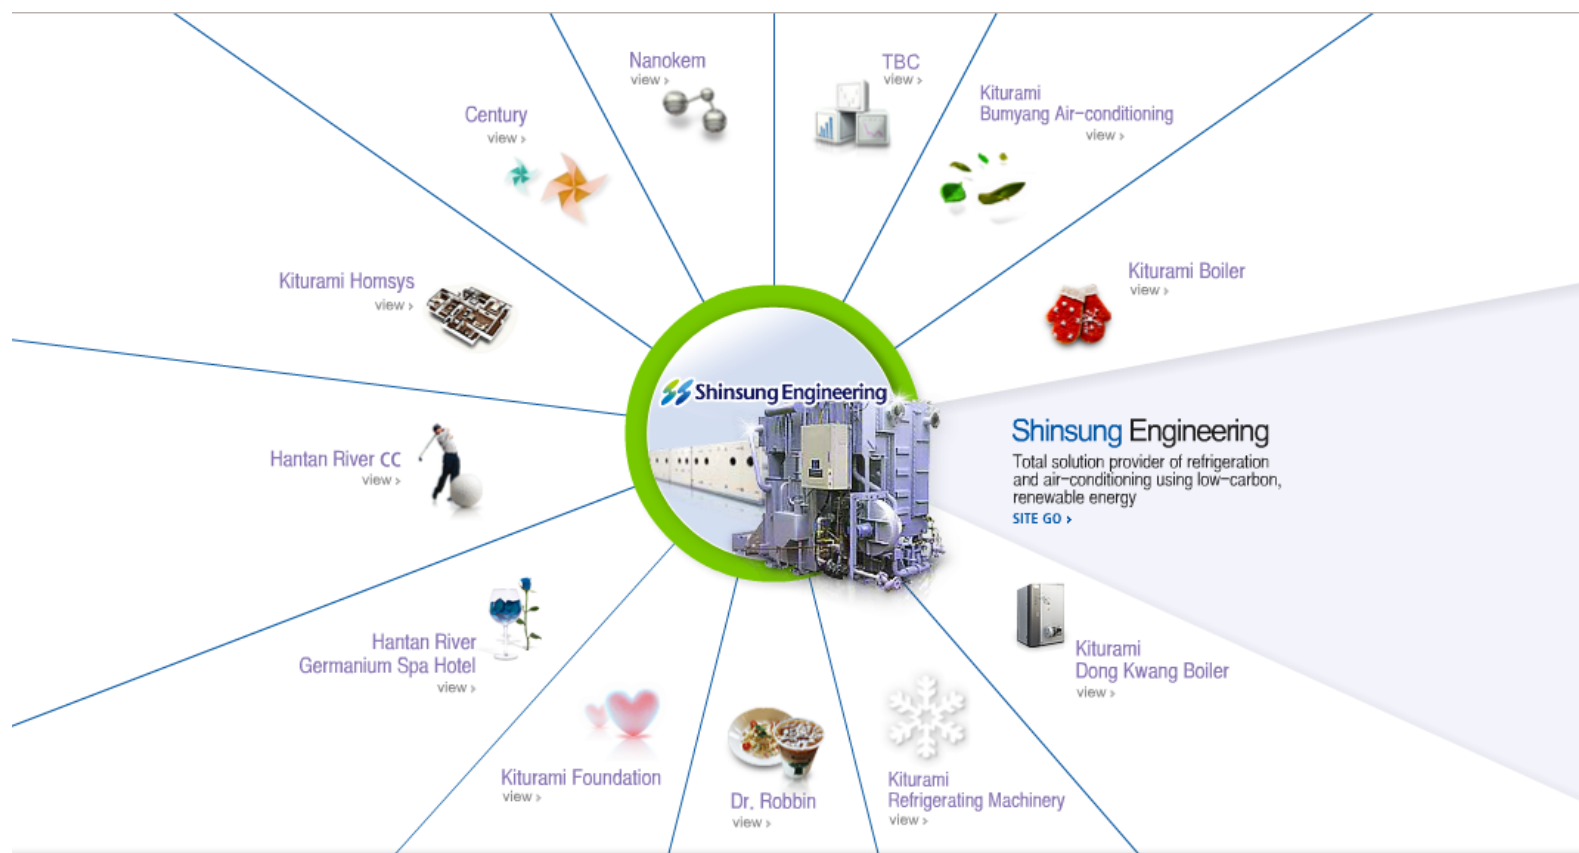 Nanokem
view >
TBC
view >
Kiturami
Bumyang Air-conditioning
view >
Century
view >
Kiturami Boiler
view >
Kiturami Homsys
view >
Shinsung Engineering
Shinsung Engineering
Total solution provider of refrigeration
and air-conditioning using low-carbon,
renewable energy
SITE GO >
Hantan River CC
view >
Hantan River
Germanium Spa Hotel
view >
Kiturami
Dong Kwang Boiler
view >
Kiturami Foundation
view >
Dr. Robbin
view >
Kiturami
Refrigerating Machinery
view >